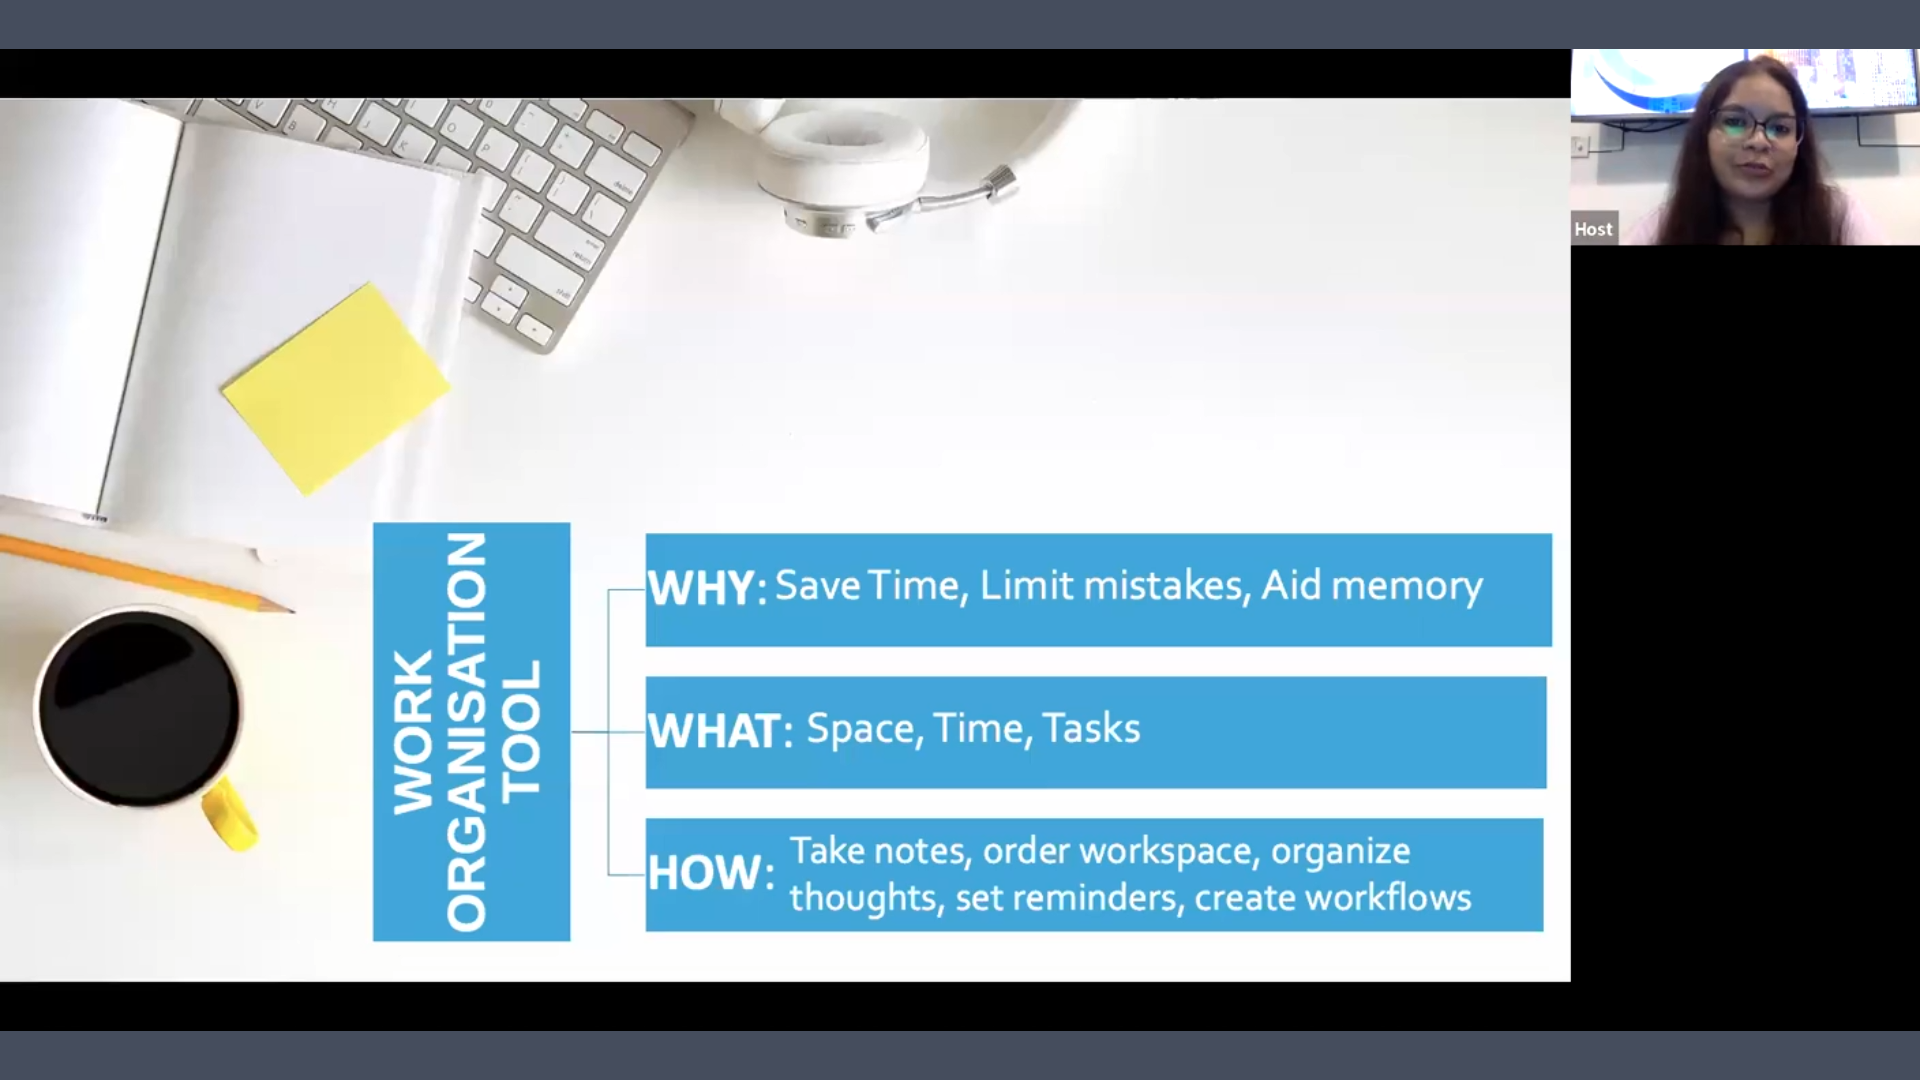 Host
WORK
ORGANISATION
TOOL
WHY: Save Time, Limit mistakes, Aid memory
WHAT: Space, Time, Tasks
HOW: Take notes, order workspace, organize
thoughts, set reminders, create workflows